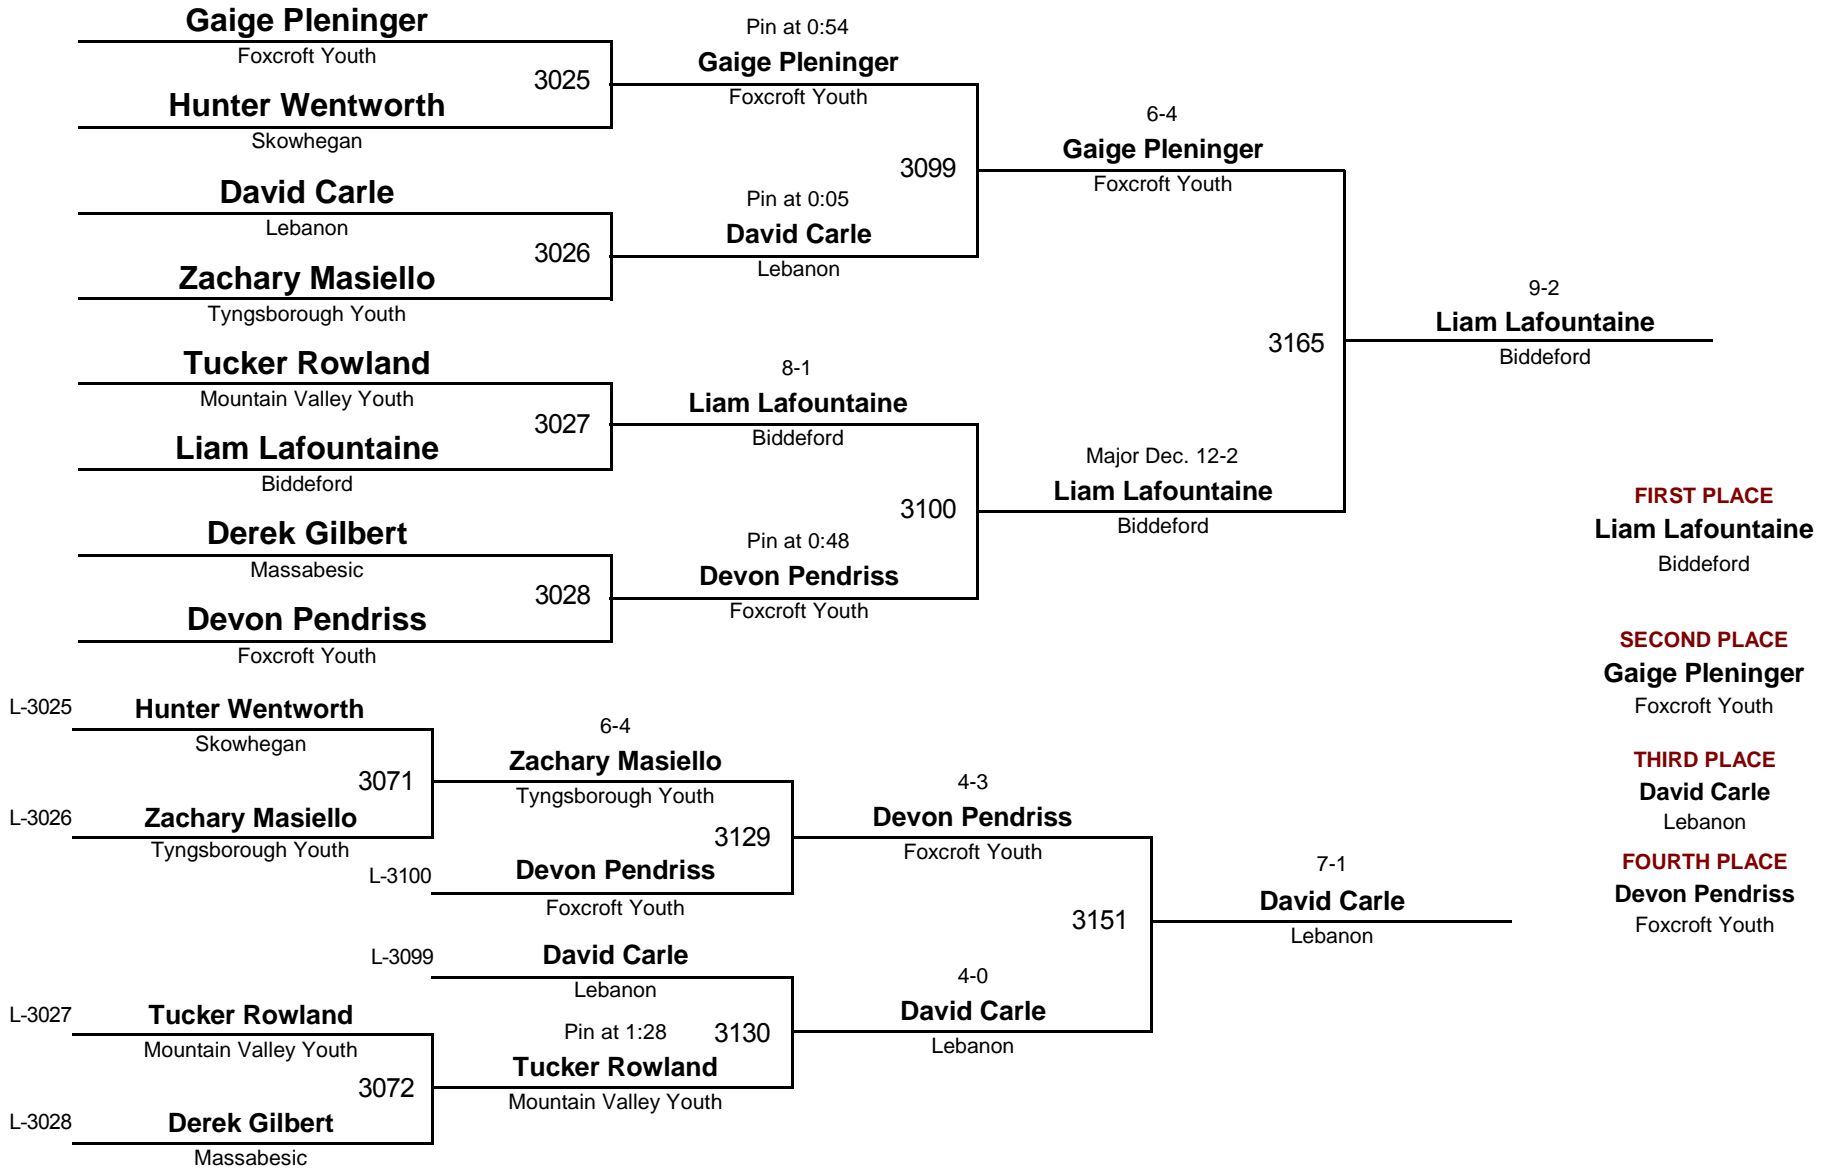 Gaige Pleninger
Foxcroft Youth
3025
Hunter Wentworth
Skowhegan
David Carle
Lebanon
3026
Zachary Masiello
Tyngsborough Youth
Tucker Rowland
Mountain Valley Youth
3027
Liam Lafountaine
Biddeford
Derek Gilbert
Massabesic
3028
Devon Pendriss
Foxcroft Youth
Pin at 0:54
Gaige Pleninger
Foxcroft Youth
3099
Pin at 0:05
David Carle
Lebanon
8-1
Liam Lafountaine
Biddeford
3100
Pin at 0:48
Devon Pendriss
Foxcroft Youth
6-4
Gaige Pleninger
Foxcroft Youth
3165
Major Dec. 12-2
Liam Lafountaine
Biddeford
9-2
Liam Lafountaine
Biddeford
L-3025
Hunter Wentworth
Skowhegan
3071
L-3026
Zachary Masiello
Tyngsborough Youth
6-4
Zachary Masiello
Tyngsborough Youth
3129
L-3100
Devon Pendriss
Foxcroft Youth
L-3099
David Carle
Lebanon
L-3027
Tucker Rowland
Mountain Valley Youth
3072
L-3028
Derek Gilbert
Massabesic
Pin at 1:28
3130
Tucker Rowland
Mountain Valley Youth
4-3
Devon Pendriss
Foxcroft Youth
3151
4-0
David Carle
Lebanon
7-1
David Carle
Lebanon
FIRST PLACE
Liam Lafountaine
Biddeford
SECOND PLACE
Gaige Pleninger
Foxcroft Youth
THIRD PLACE
David Carle
Lebanon
FOURTH PLACE
Devon Pendriss
Foxcroft Youth